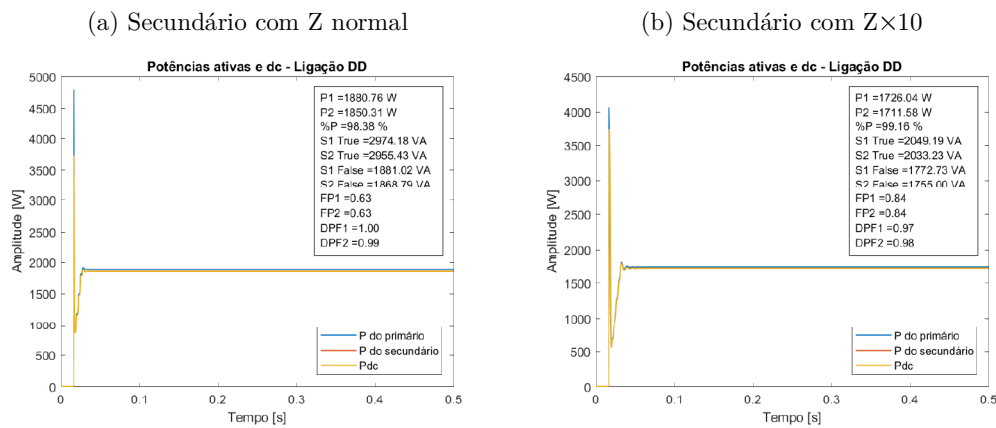 (a) Secundário com Z normal
Potências ativas e dc - Ligação DD
5000
4500
4000
3500
3000
2500
2000
1500
1000
500
0
Amplitude [W]
P1 =1880.76 W
P2 =1850.31 W
%P =98.38 %
S1 True =2974.18 VA
S2 True =2955.43 VA
S1 False =1881.02 VA
S2 False =1868.79 VA
FP1 =0.63
FP2 =0.63
DPF1 =1.00
DPF2 =0.99
P do primário
P do secundário
Pdc
0 0.1 0.2 0.3 0.4 0.5
Tempo [s]
(b) Secundário com Z×10
Potências ativas e dc - Ligação DD
4500
4000
3500
3000
2500
2000
1500
1000
500
0
Amplitude [W]
P1 =1726.04 W
P2 =1711.58 W
%P =99.16 %
S1 True =2049.19 VA
S2 True =2033.23 VA
S1 False =1772.73 VA
S2 False =1755.00 VA
FP1 =0.84
FP2 =0.84
DPF1 =0.97
DPF2 =0.98
P do primário
P do secundário
Pdc
0 0.1 0.2 0.3 0.4 0.5
Tempo [s]